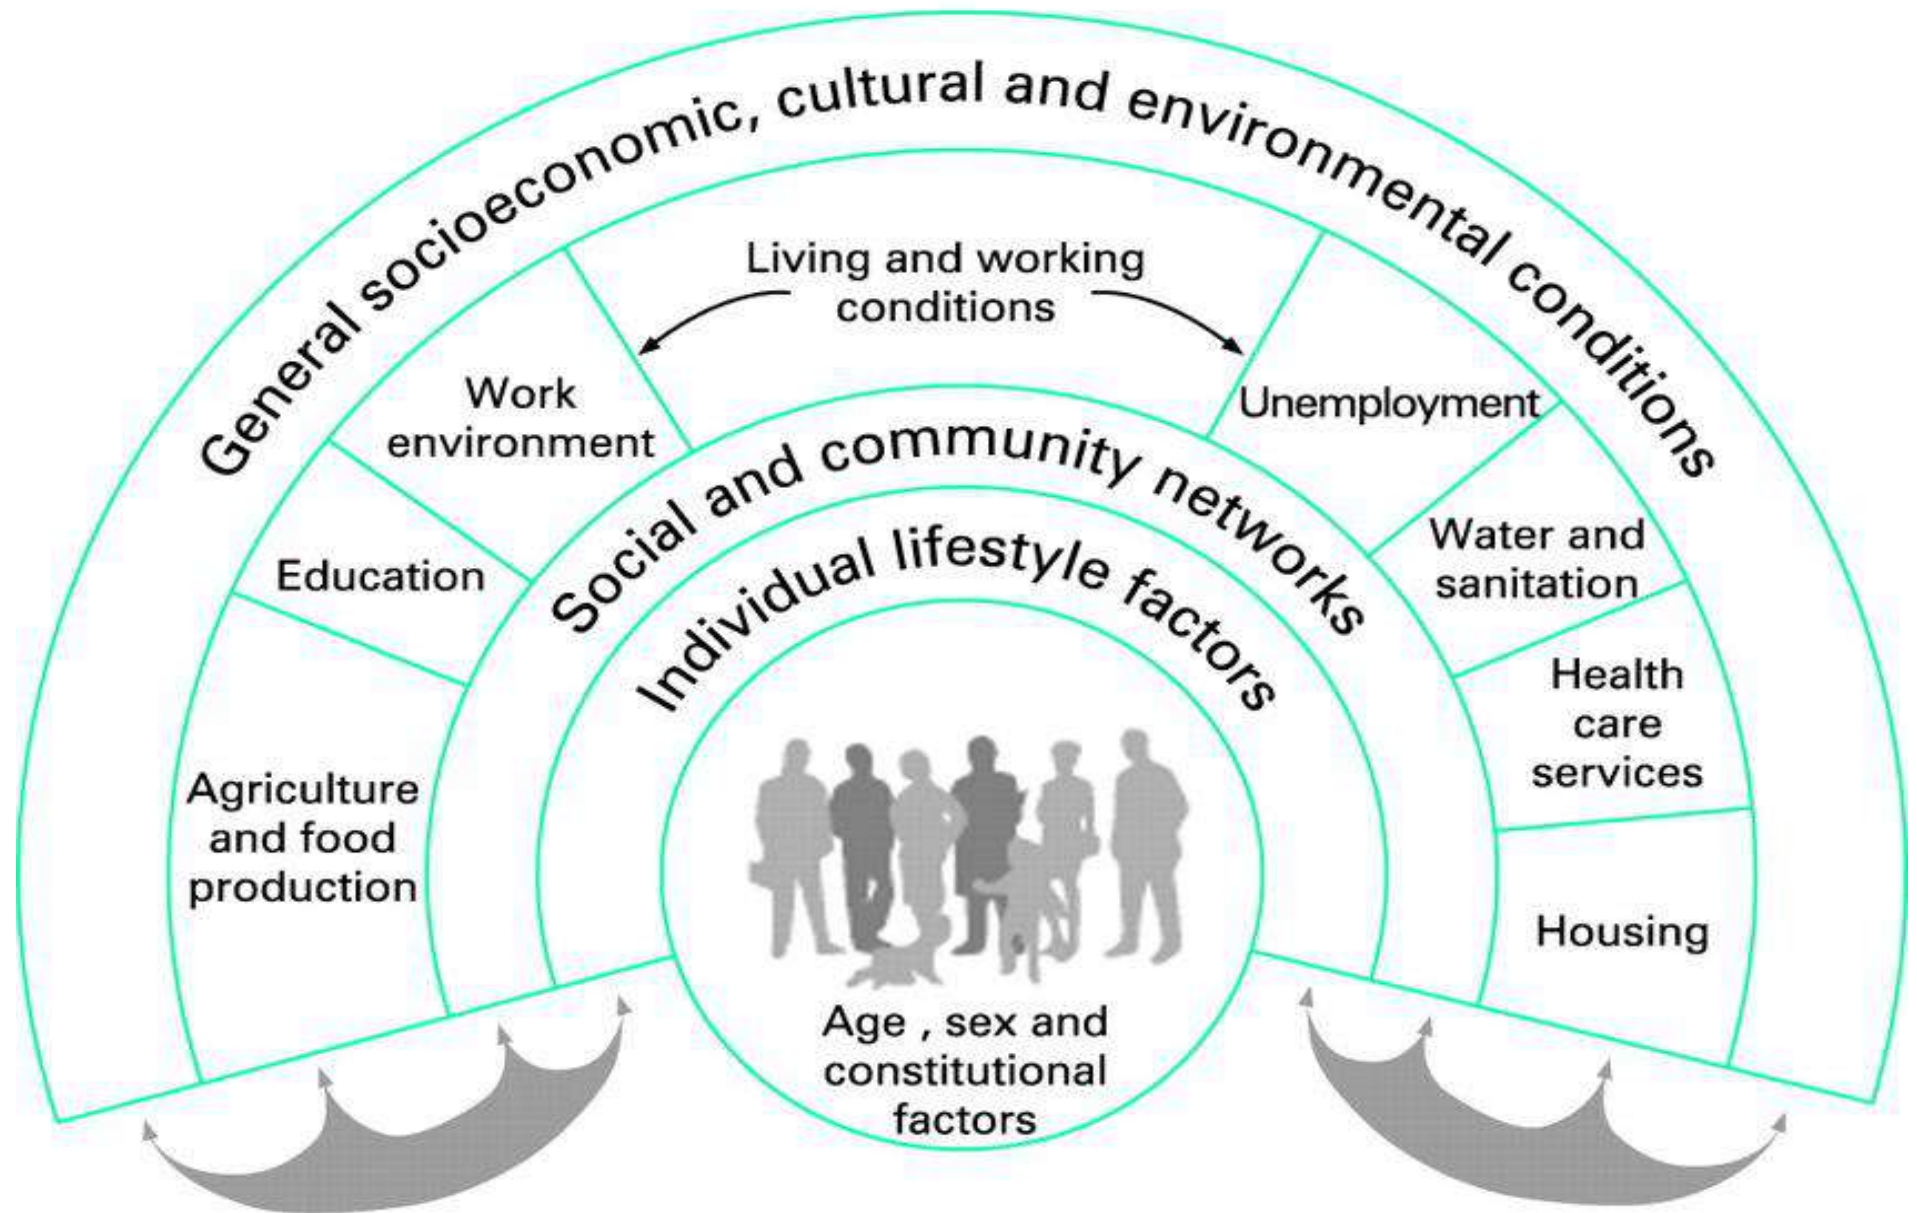 General socioeconomic, cultural and environmental conditions
Living and working
conditions
Work
environment
Unemployment
Education
Water and
sanitation
Agriculture
and food
production
Health
care
services
Housing
Social and community networks
Individual lifestyle factors
Age , sex and
constitutional
factors